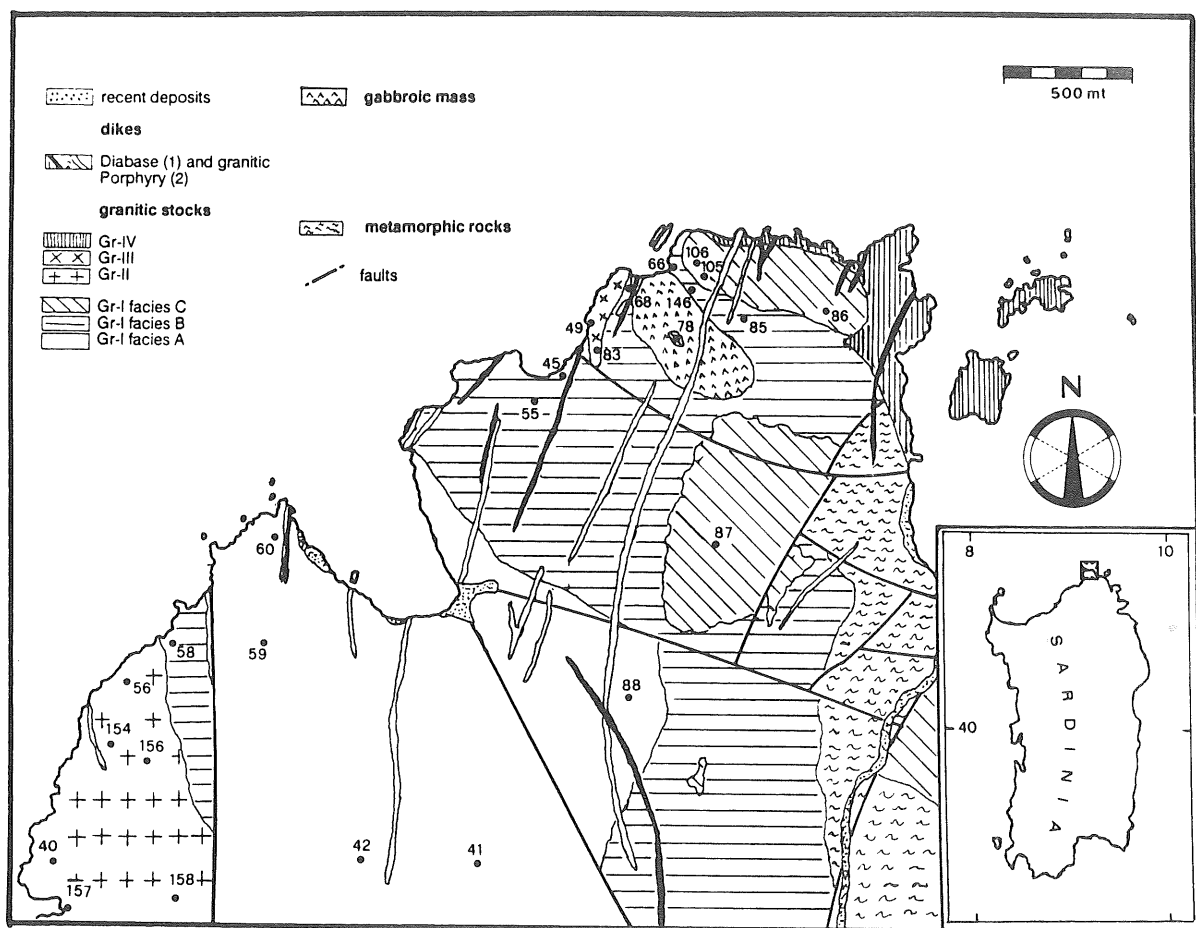 500 mt
recent deposits
gabbroic mass
dikes
Diabase (1) and granitic
Porphyry (2)
granitic stocks
metamorphic rocks
Gr-IV
Gr-III
Gr-II
faults
Gr-I facies C
Gr-I facies B
Gr-I facies A
106
66
105
68
146
86
49
78
85
83
45
55
N
87
60
58
59
56
88
154
156
40
42
41
157
158
8
10
40
SARDINIA